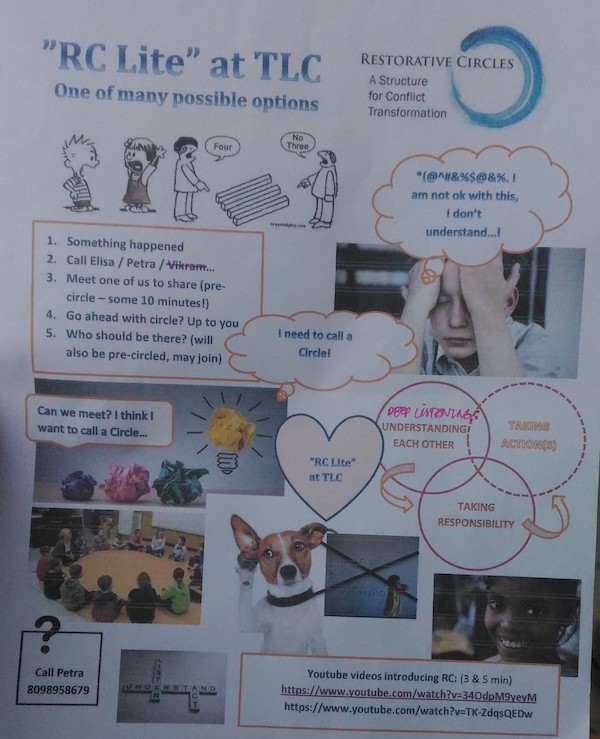 "RC Lite" at TLC
One of many possible options
RESTORATIVE CIRCLES
A Structure
for Conflict
Transformation
Four
No
Three
*(@^#&%$@&%. I
am not ok with this,
I don't
understand...!
1. Something happened
2. Call Elisa / Petra / Vikram...
3. Meet one of us to share (pre-
circle – some 10 minutes!)
4. Go ahead with circle? Up to you
5. Who should be there? (will
also be pre-circled, may join)
I need to call a
Circle!
Can we meet? I think I
want to call a Circle...
"RC Lite"
at TLC
DEEP LISTENING:
UNDERSTANDING
EACH OTHER
TAKING
ACTION(S)
TAKING
RESPONSIBILITY
?
Call Petra
8098958679
LISTEN
UNDERSTAND
ACT
Youtube videos introducing RC: (3 & 5 min)
https://www.youtube.com/watch?v=34OdpM9yeyM
https://www.youtube.com/watch?v=TK-ZdqsQEDw